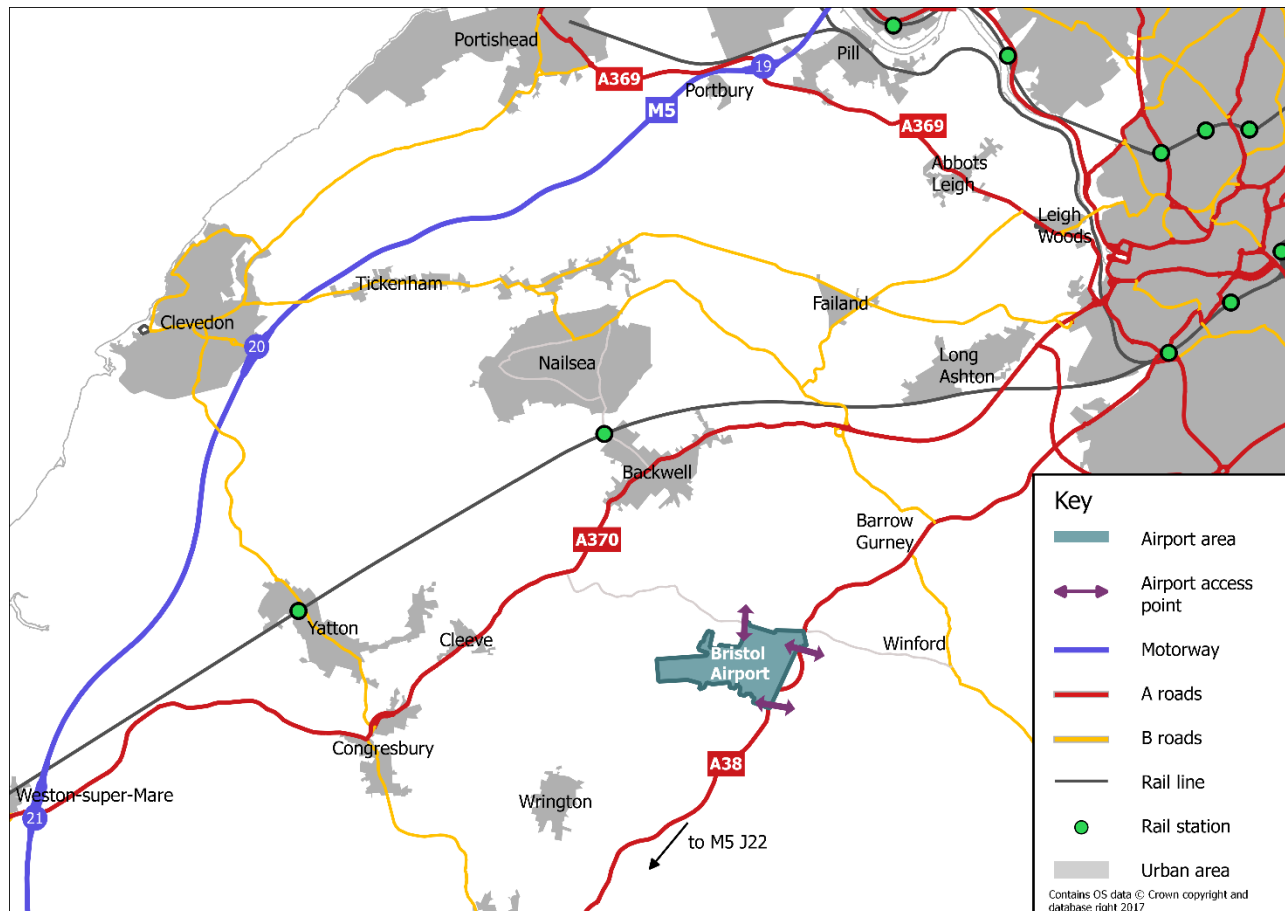 Portishead
A369
19
Pill
Portbury
M5
A369
Abbots
Leigh
Leigh
Woods
Tickenham
Clevedon
Failand
20
Nailsea
Long
Ashton
Backwell
A370
Barrow
Gurney
Yatton
Cleeve
Winford
Bristol
Airport
Congresbury
A38
Weston-super-Mare
21
Wrington
to M5 J22
Key
Airport area
Airport access
point
Motorway
A roads
B roads
Rail line
Rail station
Urban area
Contains OS data © Crown copyright and
database right 2017